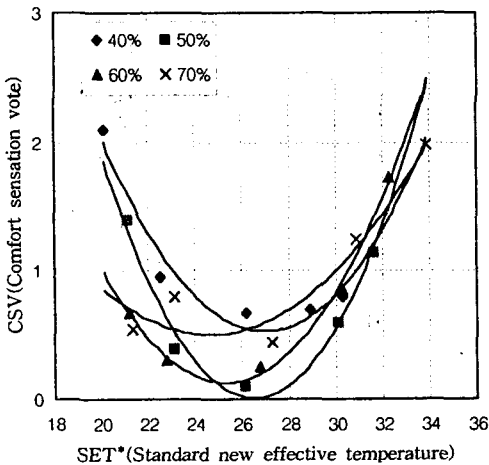 3
◆ 40% ■ 50%
▲ 60% × 70%
2
1
0
CSV(Comfort sensation vote)
18 20 22 24 26 28 30 32 34 36
SET*(Standard new effective temperature)